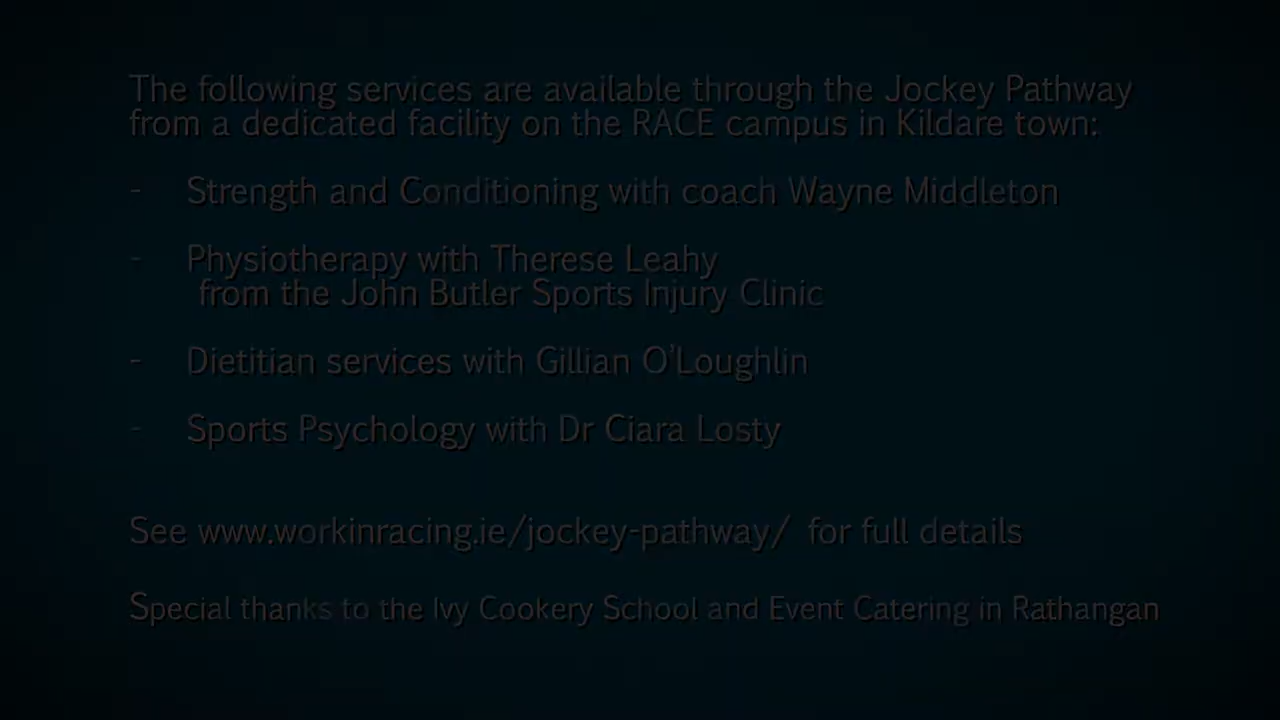 The following services are available through the Jockey Pathway
from a dedicated facility on the RACE campus in Kildare town:
- Strength and Conditioning with coach Wayne Middleton
- Physiotherapy with Therese Leahy
from the John Butler Sports Injury Clinic
- Dietitian services with Gillian O'Loughlin
- Sports Psychology with Dr Ciara Losty
See www.workinracing.ie/jockey-pathway/ for full details
Special thanks to the Ivy Cookery School and Event Catering in Rathangan